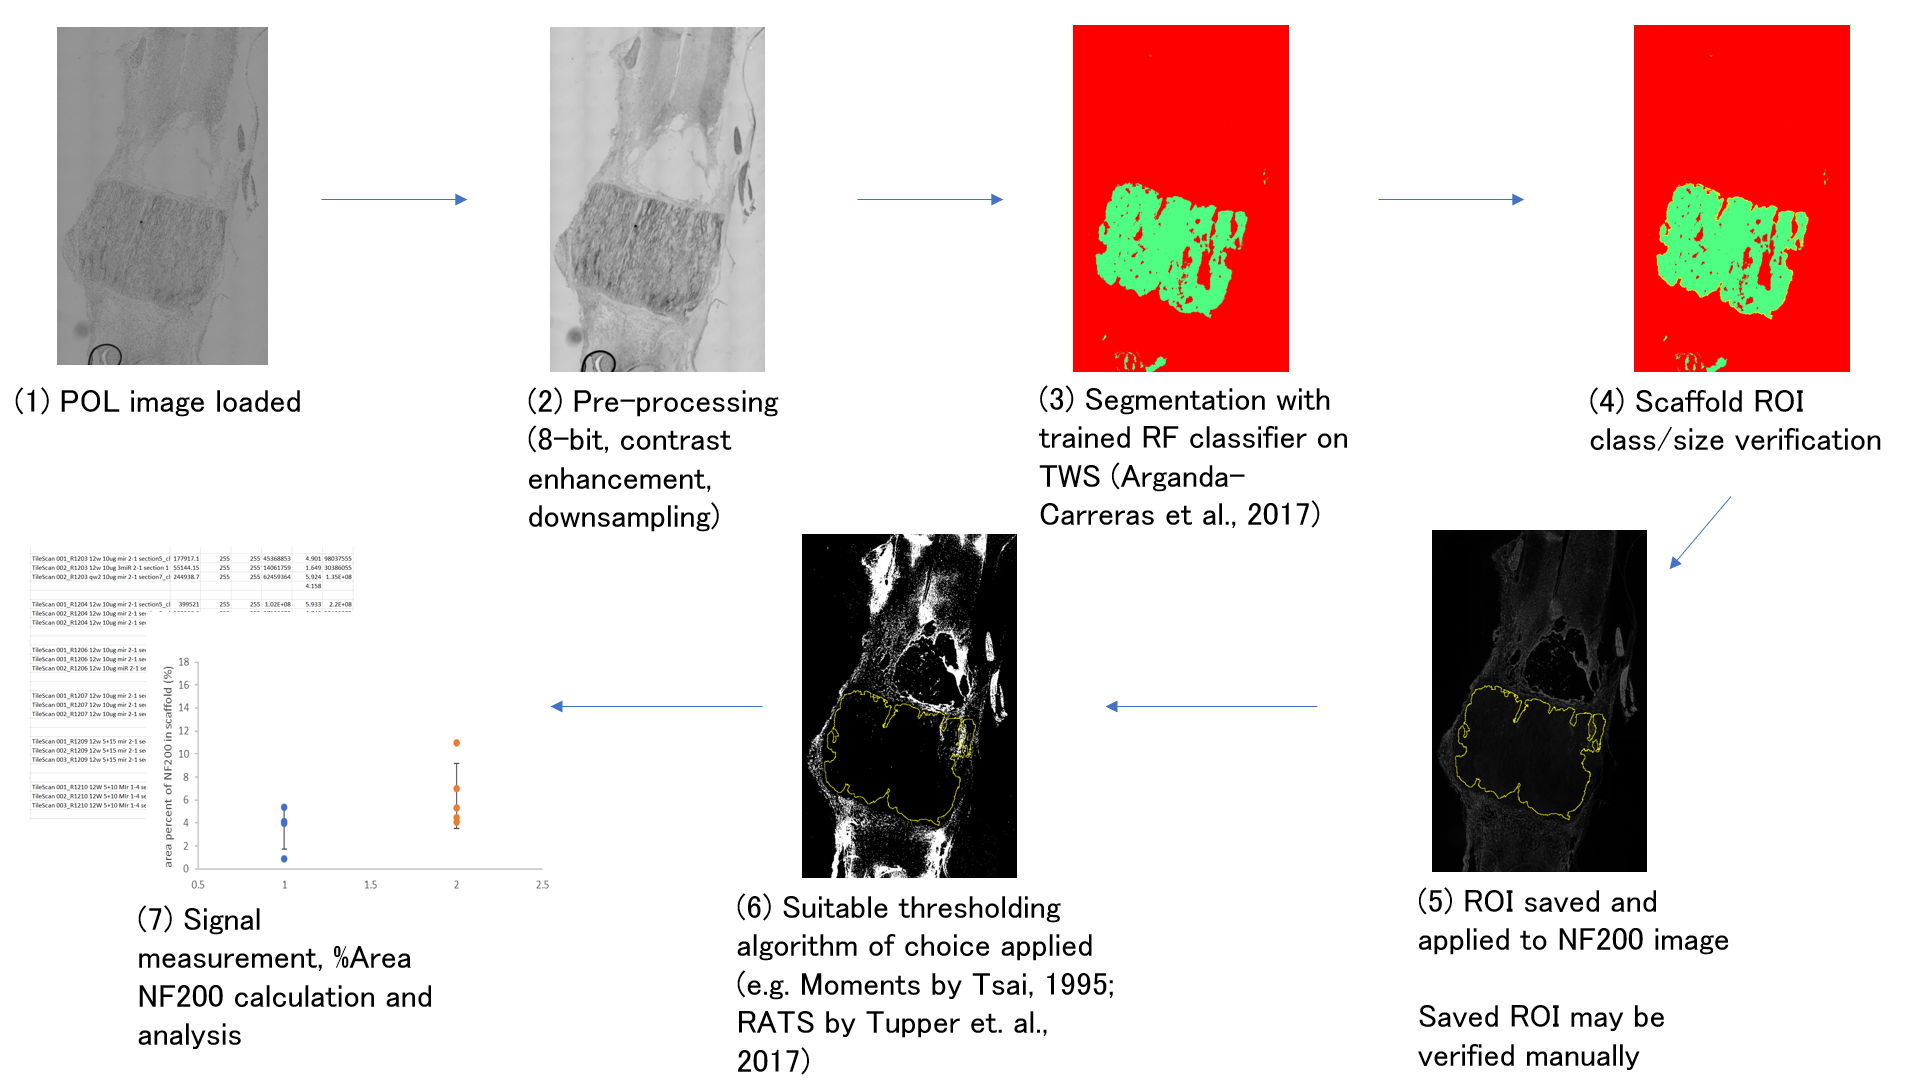 (1) POL image loaded
(2) Pre-processing
(8-bit, contrast
enhancement,
downsampling)
(3) Segmentation with
trained RF classifier on
TWS (Arganda-
Carreras et al., 2017)
(4) Scaffold ROI
class/size verification
(5) ROI saved and
applied to NF200 image
Saved ROI may be
verified manually
(6) Suitable thresholding
algorithm of choice applied
(e.g. Moments by Tsai, 1995;
RATS by Tupper et. al.,
2017)
TileScan 001_R1203 12w 10ug mir 2-1 section5_cl 177917.1 255 255 45368853 4.901 98037555
TileScan 002_R1203 12w 10ug 3miR 2-1 section 1 55144.15 255 255 14061759 1.649 30386055
TileScan 002_R1203 qw2 10ug mir 2-1 section7_cl 244938.7 255 255 62459364 5.924 1.35E+08
4.158
TileScan 001_R1204 12w 10ug mir 2-1 section5_cl 399521 255 255 1.02E+08 5.933 2.2E+08
TileScan 002_R1204 12w 10ug mir 2-1 sec
TileScan 002_R1204 12w 10ug mir 2-1 sec
TileScan 001_R1206 12w 10ug mir 2-1 sec
TileScan 001_R1206 12w 10ug mir 2-1 sec
TileScan 002_R1206 12w 10ug miR 2-1 se
TileScan 001_R1207 12w 10ug mir 2-1 sec
TileScan 001_R1207 12w 10ug mir 2-1 sec
TileScan 002_R1207 12w 10ug mir 2-1 sec
TileScan 001_R1209 12w 5+15 mir 2-1 sec
TileScan 002_R1209 12w 5+15 mir 2-1 sec
TileScan 003_R1209 12w 5+15 mir 2-1 sec
TileScan 001_R1210 12W 5+10 MIr 1-4 se
TileScan 002_R1210 12W 5+10 MIr 1-4 se
TileScan 003_R1210 12W 5+10 MIr 1-4 se
area percent of NF200 in scaffold (%)
18
16
14
12
10
8
6
4
2
0
0.5 1 1.5 2 2.5
(7) Signal
measurement, %Area
NF200 calculation and
analysis